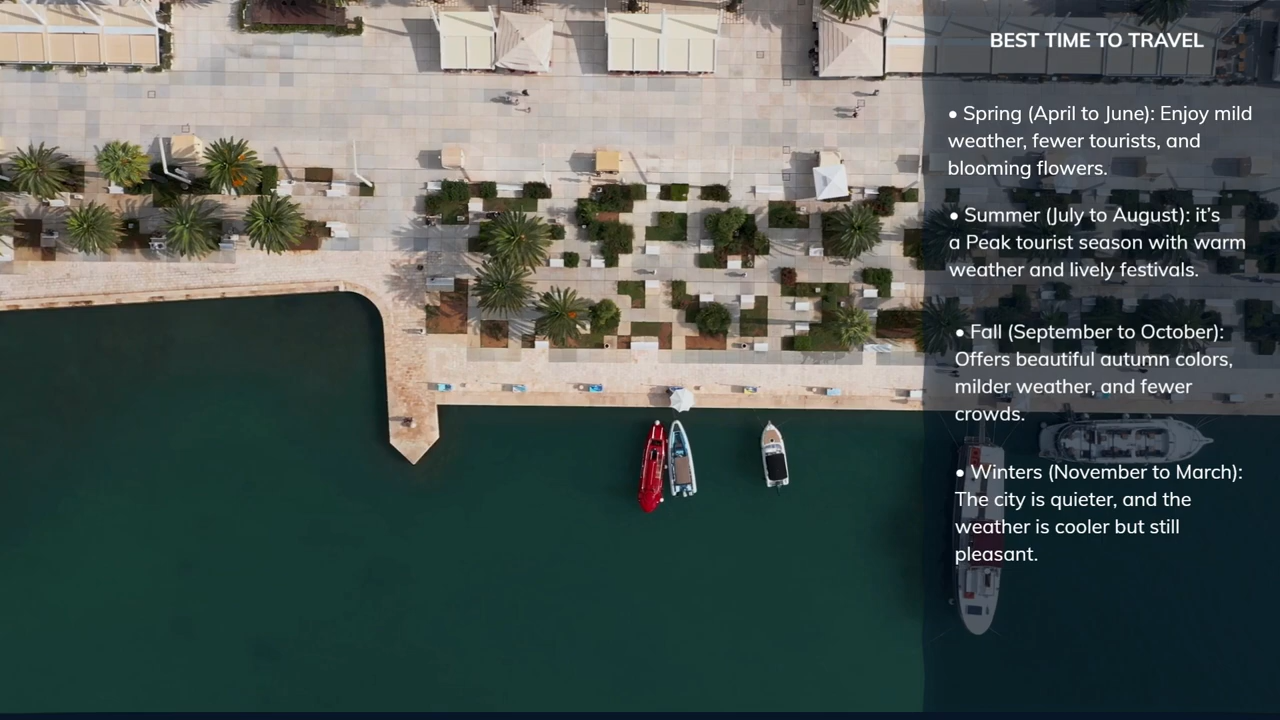 BEST TIME TO TRAVEL
• Spring (April to June): Enjoy mild
weather, fewer tourists, and
blooming flowers.
• Summer (July to August): it's
a Peak tourist season with warm
weather and lively festivals.
• Fall (September to October):
Offers beautiful autumn colors,
milder weather, and fewer
crowds.
• Winters (November to March):
The city is quieter, and the
weather is cooler but still
pleasant.